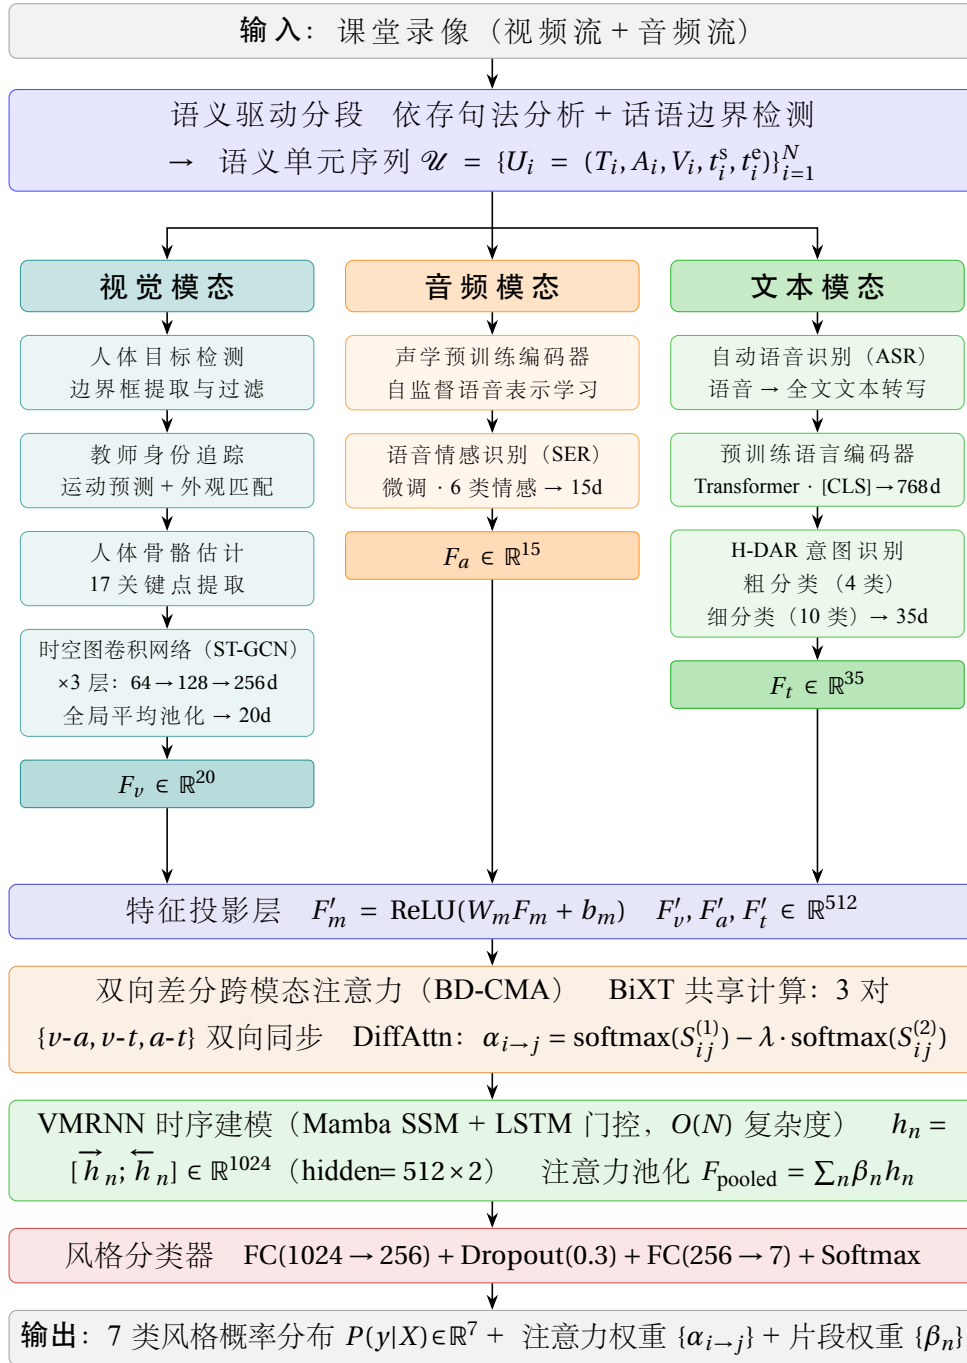 输入：课堂录像（视频流 + 音频流）
语义驱动分段 依存句法分析 + 话语边界检测
→ 语义单元序列 𝒰 = {U_i = (T_i, A_i, V_i, t_i^s, t_i^e)}_{i=1}^N
视觉模态
人体目标检测
边界框提取与过滤
教师身份追踪
运动预测 + 外观匹配
人体骨骼估计
17 关键点提取
时空图卷积网络（ST-GCN）
×3 层：64 → 128 → 256d
全局平均池化 → 20d
F_v ∈ ℝ^20
音频模态
声学预训练编码器
自监督语音表示学习
语音情感识别（SER）
微调 · 6 类情感 → 15d
F_a ∈ ℝ^15
文本模态
自动语音识别 (ASR)
语音 → 全文文本转写
预训练语言编码器
Transformer · [CLS] → 768d
H-DAR 意图识别
粗分类（4 类）
细分类（10 类）→ 35d
F_t ∈ ℝ^35
特征投影层 F′_m = ReLU(W_m F_m + b_m) F′_v, F′_a, F′_t ∈ ℝ^512
双向差分跨模态注意力（BD-CMA） BiXT 共享计算：3 对
{v-a, v-t, a-t} 双向同步 DiffAttn: α_{i→j} = softmax(S_ij^(1)) − λ · softmax(S_ij^(2))
VMRNN 时序建模（Mamba SSM + LSTM 门控，O(N) 复杂度） h_n =
[→h_n; ←h_n] ∈ ℝ^1024（hidden= 512 × 2） 注意力池化 F_pooled = ∑_n β_n h_n
风格分类器 FC(1024 → 256) + Dropout(0.3) + FC(256 → 7) + Softmax
输出：7 类风格概率分布 P(y|X)∈ℝ^7 + 注意力权重 {α_{i→j}} + 片段权重 {β_n}